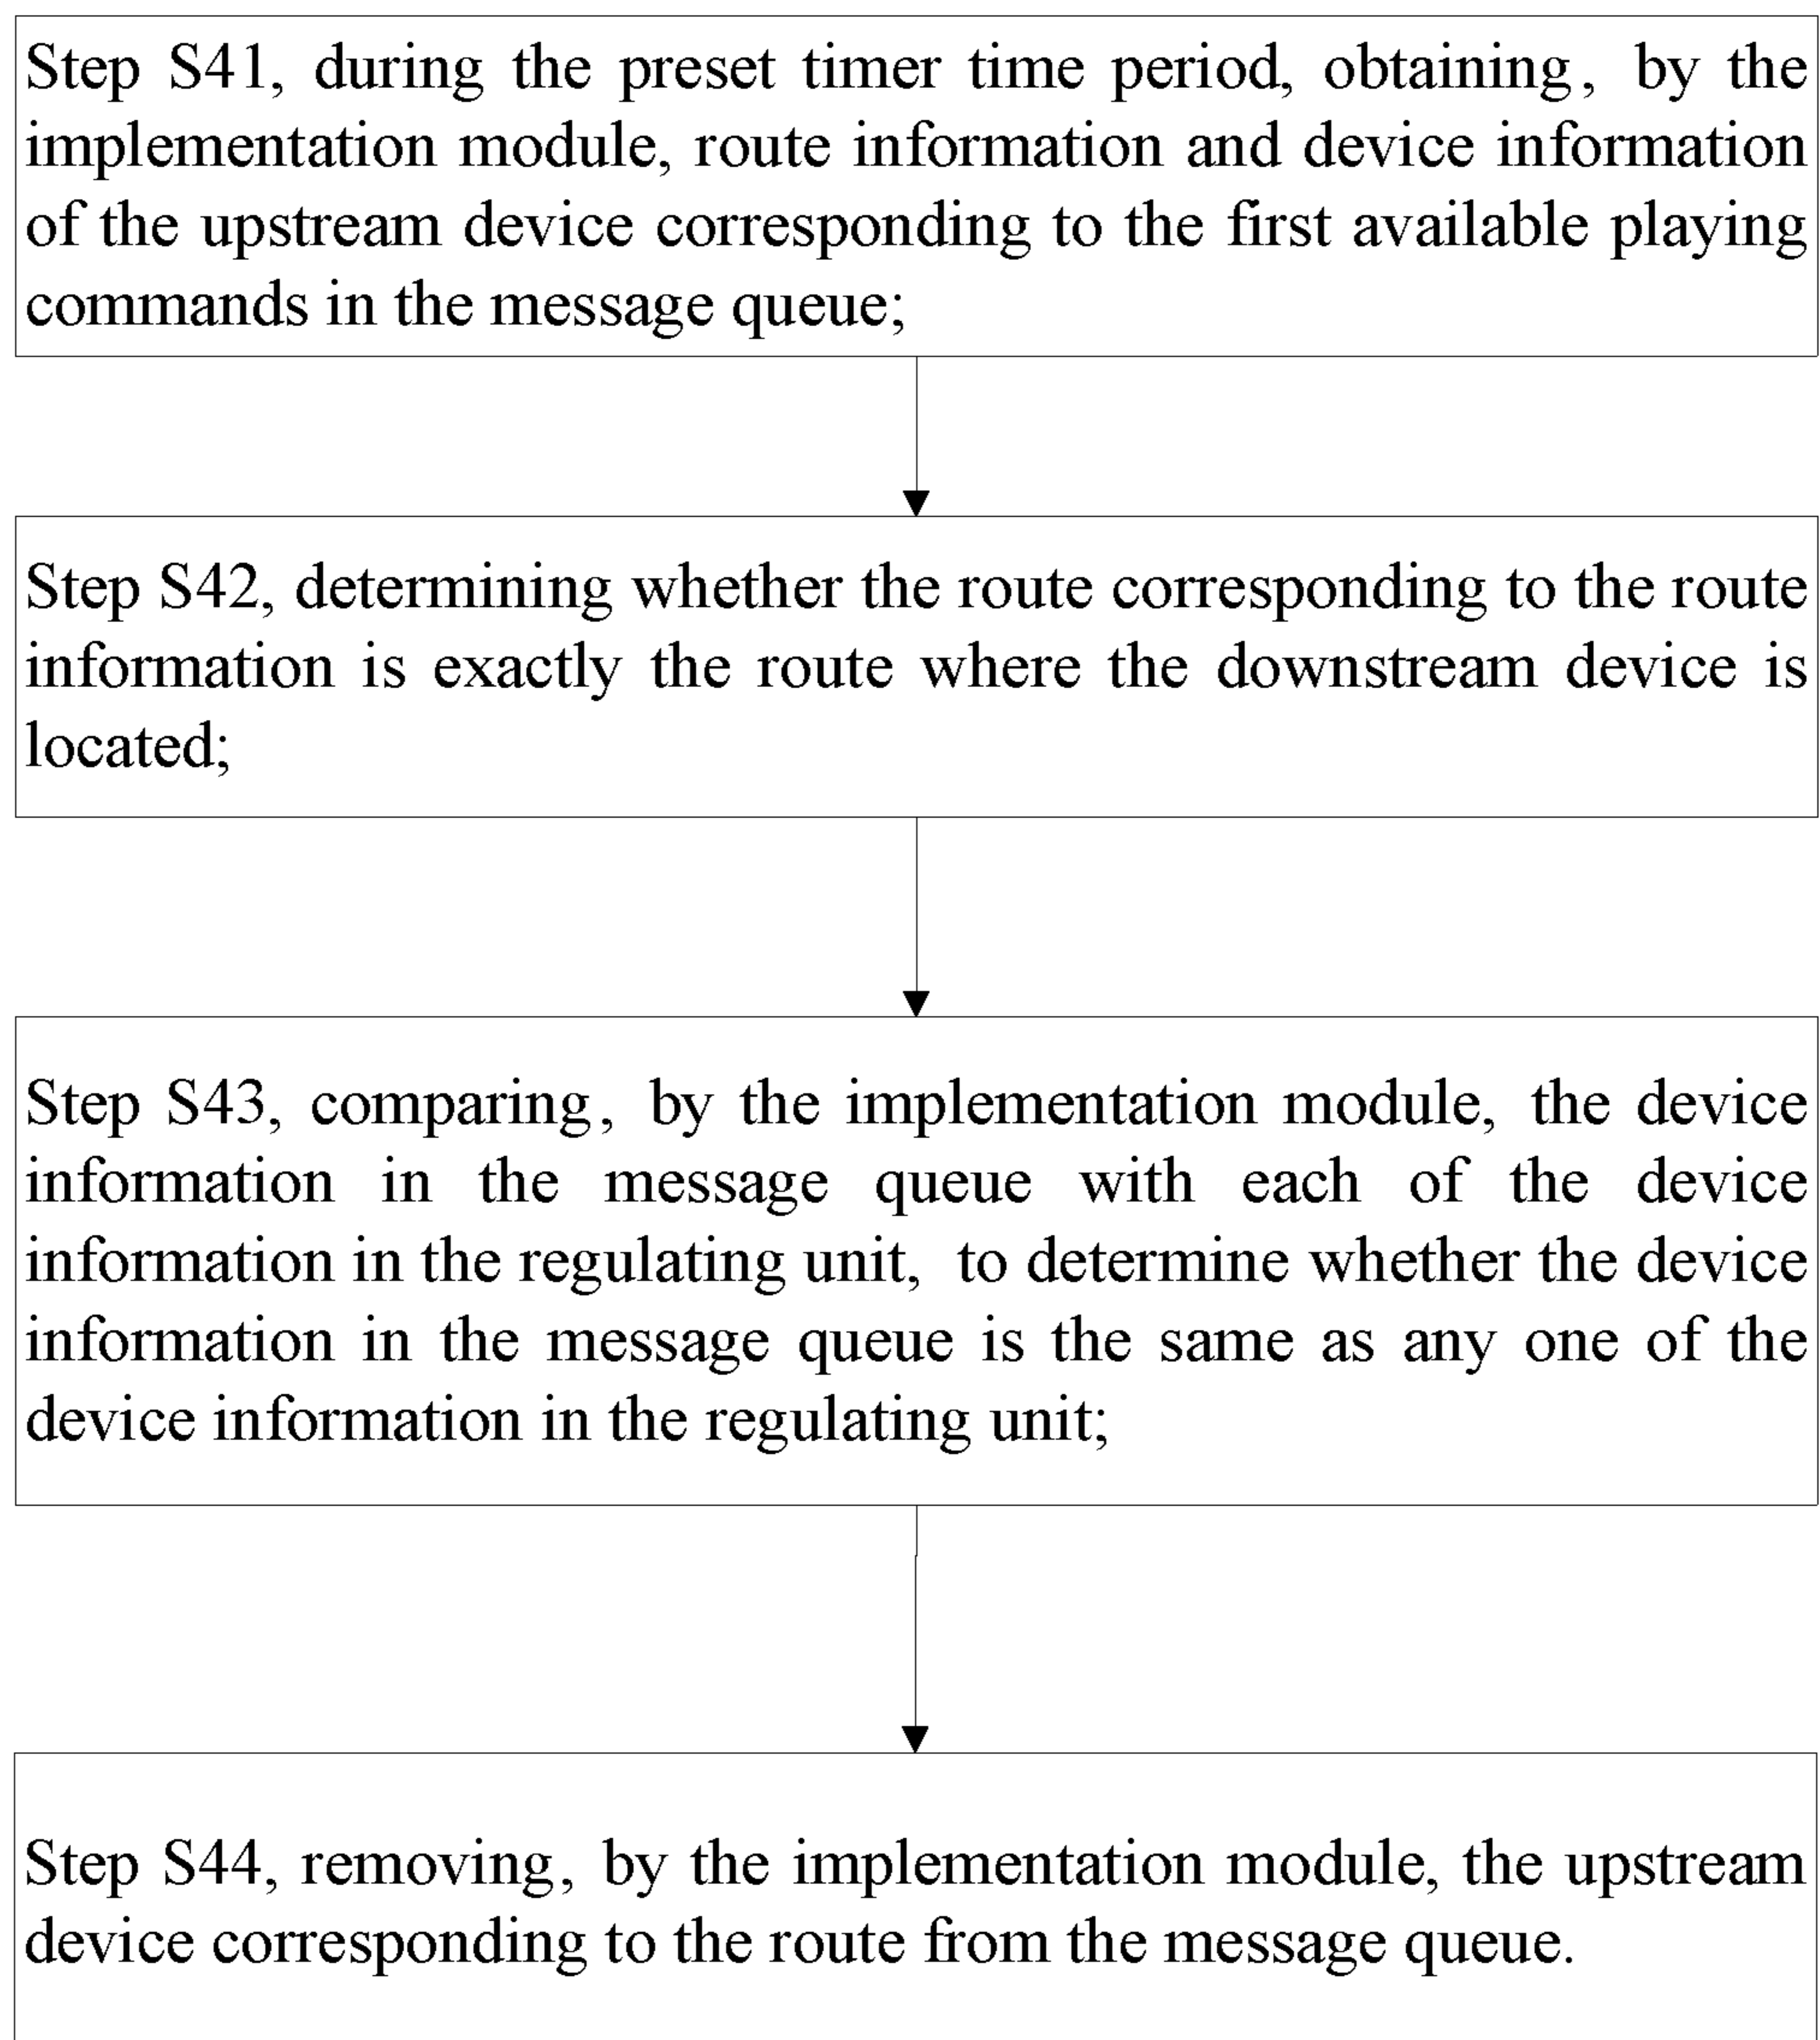 Step S41, during the preset timer time period, obtaining, by the
implementation module, route information and device information
of the upstream device corresponding to the first available playing
commands in the message queue;
Step S42, determining whether the route corresponding to the route
information is exactly the route where the downstream device is
located;
Step S43, comparing, by the implementation module, the device
information in the message queue with each of the device
information in the regulating unit, to determine whether the device
information in the message queue is the same as any one of the
device information in the regulating unit;
Step S44, removing, by the implementation module, the upstream
device corresponding to the route from the message queue.